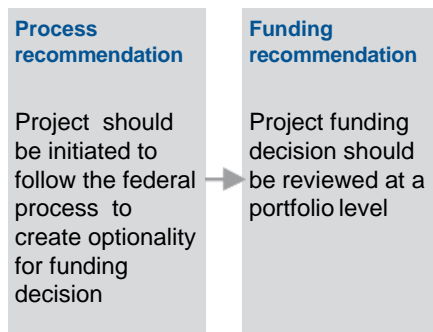 Process
recommendation
Project should
be initiated to
follow the federal
process to
create optionality
for funding
decision
Funding
recommendation
Project funding
decision should
be reviewed at a
portfolio level